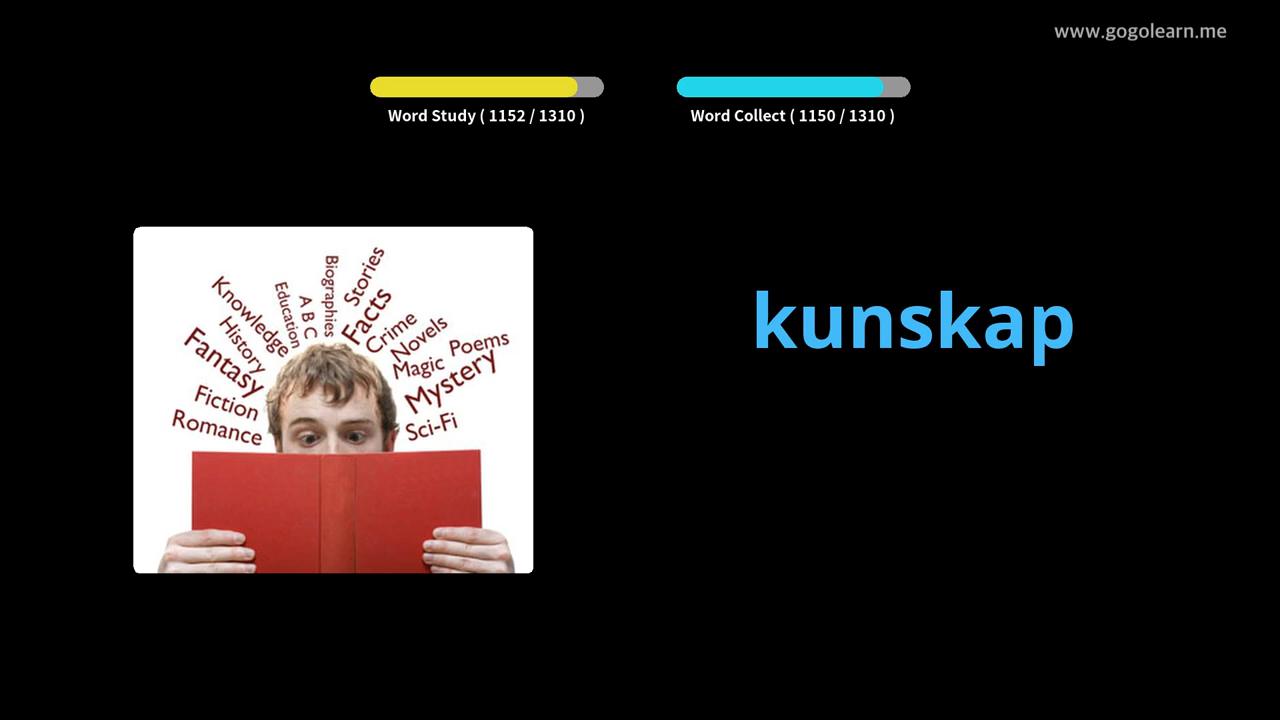 www.gogolearn.me
Word Study ( 1152 / 1310 )
Word Collect ( 1150 / 1310 )
kunskap
Romance
Fiction
Fantasy
History
Knowledge
Education
A B C
Biographies
Stories
Facts
Crime
Novels
Magic
Poems
Mystery
Sci-Fi